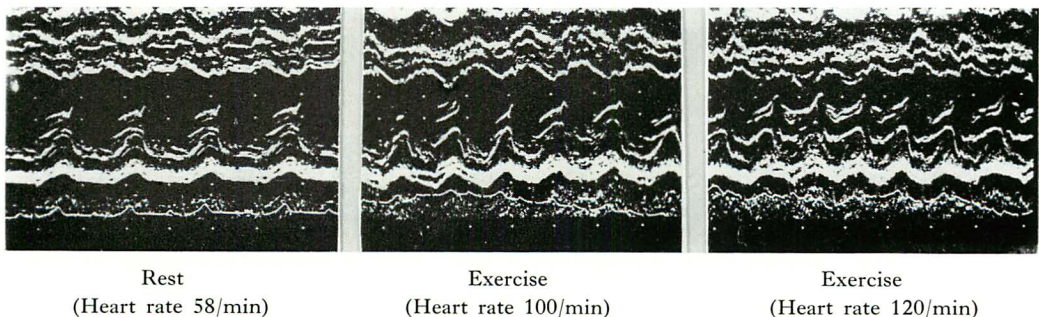 Rest
(Heart rate 58/min)
Exercise
(Heart rate 100/min)
Exercise
(Heart rate 120/min)